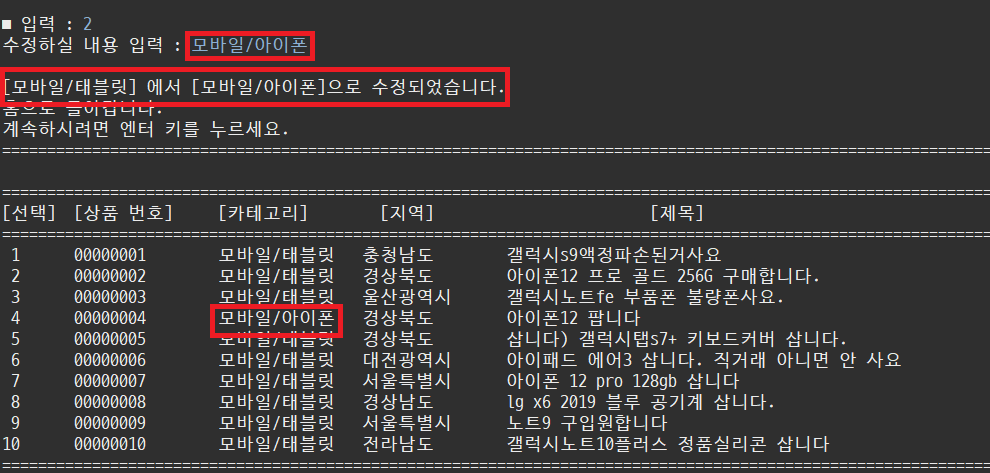 ■ 입력 : 2
수정하실 내용 입력 : 모바일/아이폰
[모바일/태블릿] 에서 [모바일/아이폰]으로 수정되었습니다.
홈으로 돌아갑니다.
계속하시려면 엔터 키를 누르세요.
==============================================================================================================
==============================================================================================================
[선택] [상품 번호] [카테고리] [지역] [제목]
==============================================================================================================
1 00000001 모바일/태블릿 충청남도 갤럭시s9액정파손된거사요
2 00000002 모바일/태블릿 경상북도 아이폰12 프로 골드 256G 구매합니다.
3 00000003 모바일/태블릿 울산광역시 갤럭시노트fe 부품폰 불량폰사요.
4 00000004 모바일/아이폰 경상북도 아이폰12 팝니다
5 00000005 모바일/태블릿 경상북도 삽니다) 갤럭시탭s7+ 키보드커버 삽니다.
6 00000006 모바일/태블릿 대전광역시 아이패드 에어3 삽니다. 직거래 아니면 안 사요
7 00000007 모바일/태블릿 서울특별시 아이폰 12 pro 128gb 삽니다
8 00000008 모바일/태블릿 경상남도 lg x6 2019 블루 공기계 삽니다.
9 00000009 모바일/태블릿 서울특별시 노트9 구입원합니다
10 00000010 모바일/태블릿 전라남도 갤럭시노트10플러스 정품실리콘 삽니다
==============================================================================================================